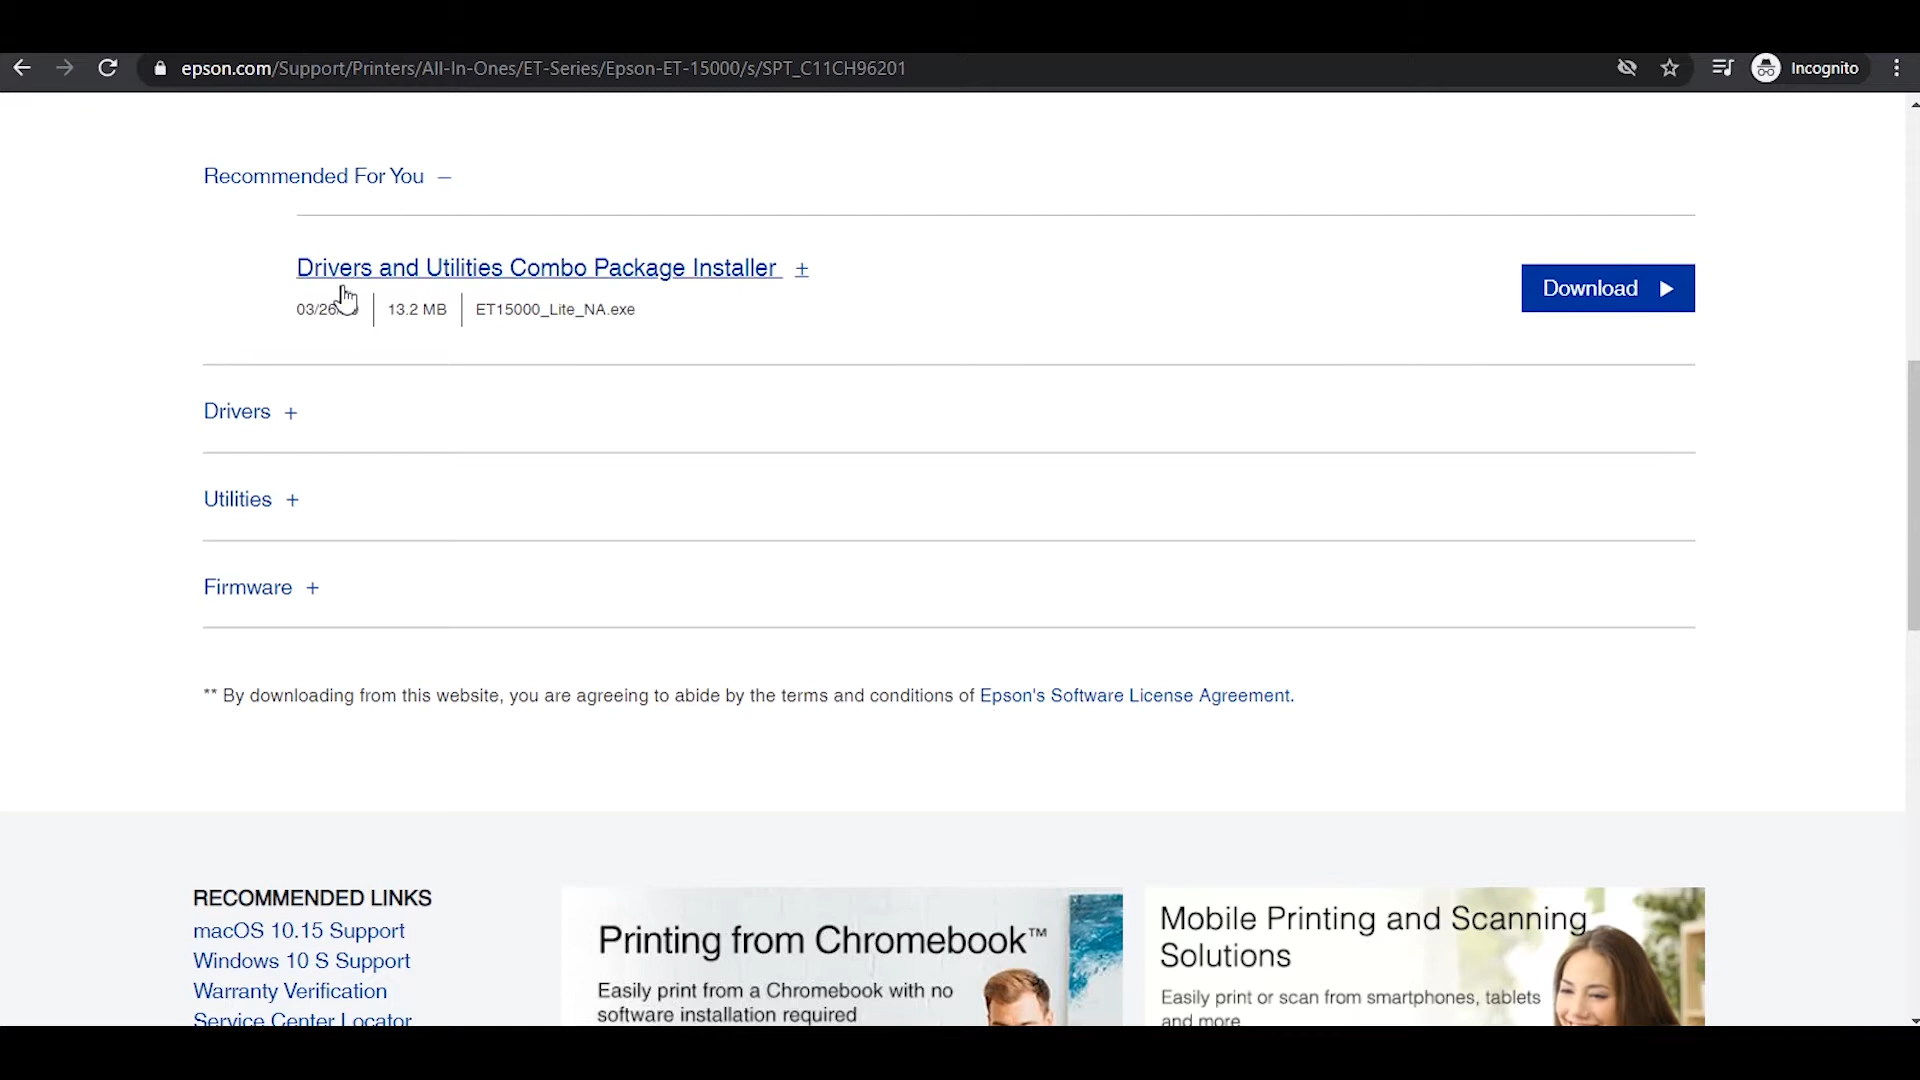 epson.com/Support/Printers/All-In-Ones/ET-Series/Epson-ET-15000/s/SPT_C11CH96201
Incognito
Recommended For You –
Drivers and Utilities Combo Package Installer +
03/26
13.2 MB
ET15000_Lite_NA.exe
Download
Drivers +
Utilities +
Firmware +
** By downloading from this website, you are agreeing to abide by the terms and conditions of Epson's Software License Agreement.
RECOMMENDED LINKS
macOS 10.15 Support
Windows 10 S Support
Warranty Verification
Service Center Locator
Printing from Chromebook™
Easily print from a Chromebook with no
software installation required
Mobile Printing and Scanning
Solutions
Easily print or scan from smartphones, tablets
and more